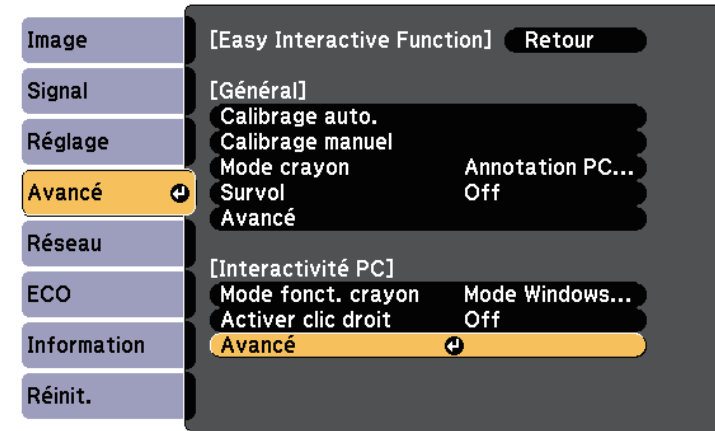 Image
Signal
Réglage
Avancé
Réseau
ECO
Information
Réinit.
[Easy Interactive Function] Retour
[Général]
Calibrage auto.
Calibrage manuel
Mode crayon Annotation PC...
Survol Off
Avancé
[Interactivité PC]
Mode fonct. crayon Mode Windows...
Activer clic droit Off
Avancé